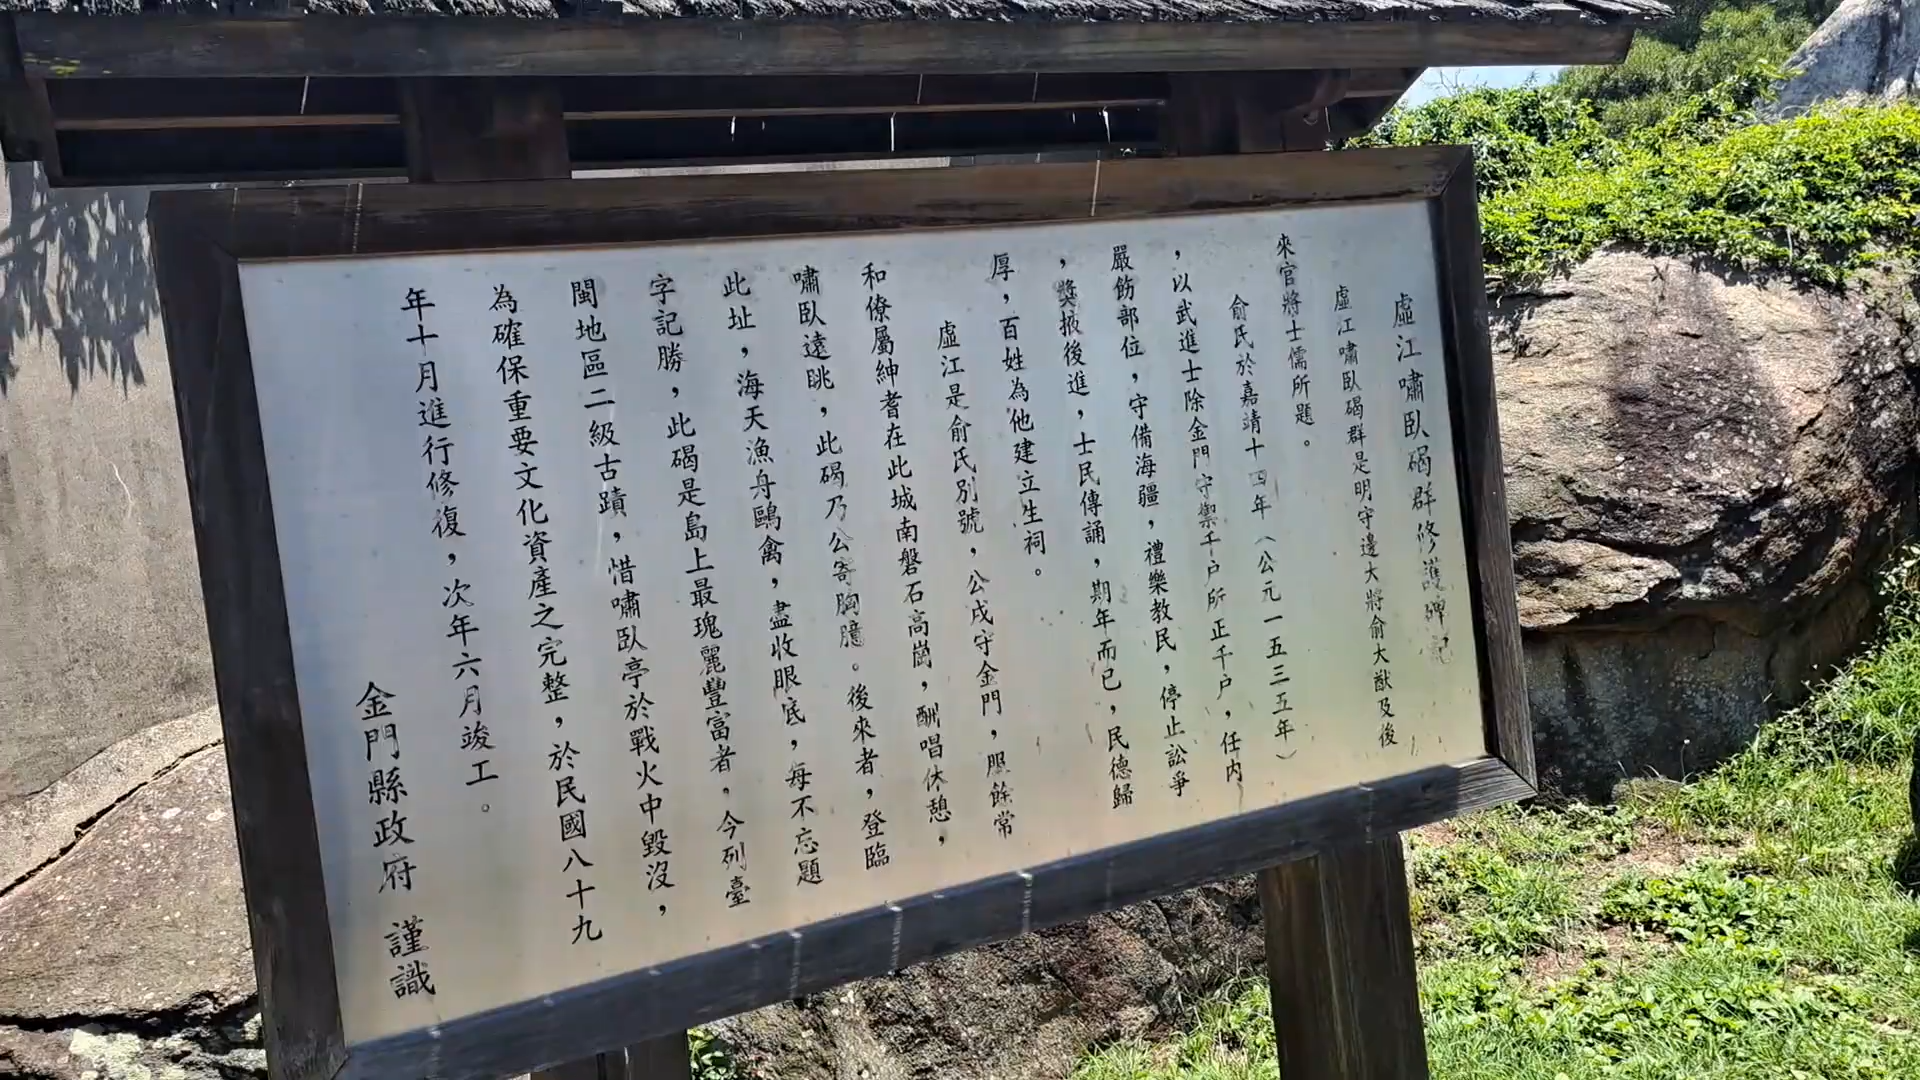 虛江嘯臥碣群修護碑記
虛江嘯臥碣群是明守邊大將俞大猷及後
來官將士儒所題。
俞氏於嘉靖十四年（公元一五三五年）
，以武進士除金門守禦千戶所正千戶，任內
嚴飭部位，守備海疆，禮樂教民，停止訟爭
，獎掖後進，士民傳誦，期年而已，民德歸
厚，百姓為他建立生祠。
虛江是俞氏別號，公戍守金門，照餘常
和僚屬紳耆在此城南磐石高崗，酬唱休憩，
嘯臥遠眺，此碣乃公寄胸臆。後來者，登臨
此址，海天漁舟鷗禽，盡收眼底，每不忘題
字記勝，此碣是島上最瑰麗豐富者。今列臺
閩地區二級古蹟，惜嘯臥亭於戰火中毀沒，
為確保重要文化資產之完整，於民國八十九
年十月進行修復，次年六月竣工。
金門縣政府 謹識